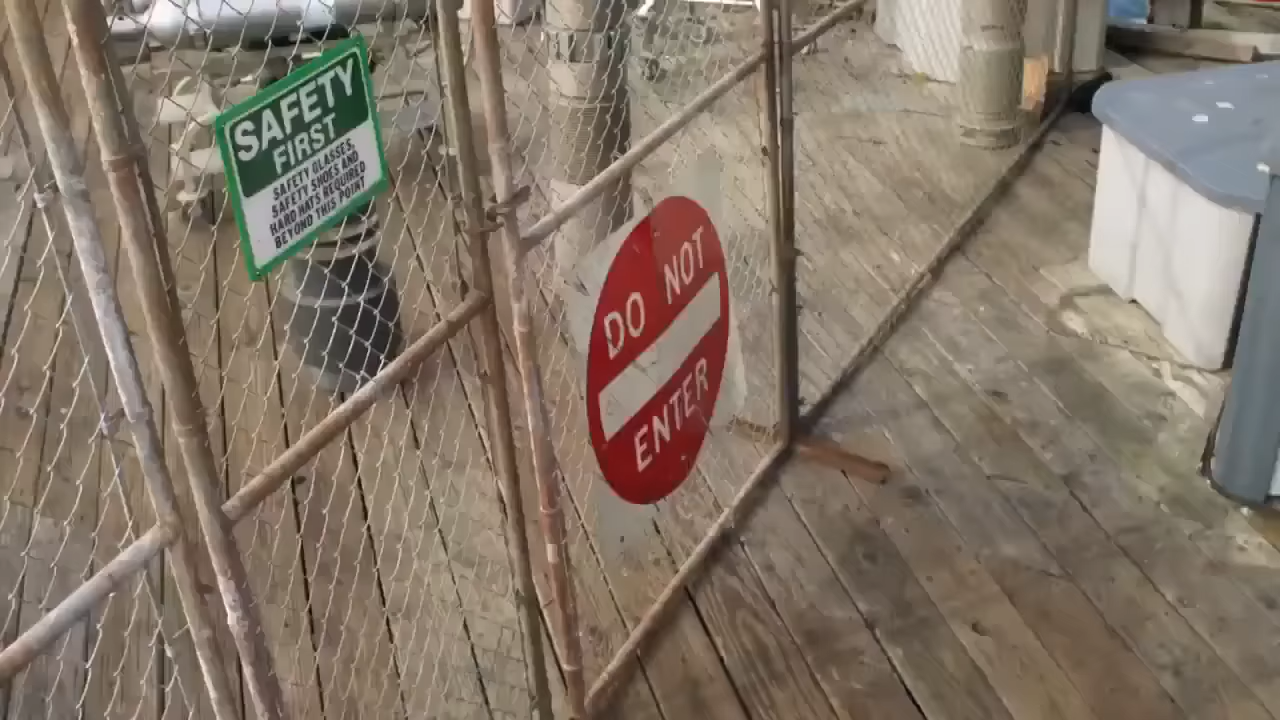 SAFETY
FIRST
SAFETY GLASSES,
SAFETY SHOES AND
HARD HATS REQUIRED
BEYOND THIS POINT
DO NOT
ENTER